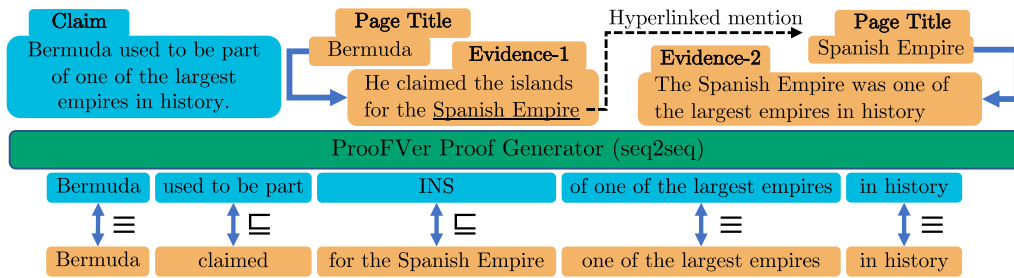 Claim
Bermuda used to be part
of one of the largest
empires in history.
Page Title
Bermuda
Evidence-1
He claimed the islands
for the Spanish Empire
Hyperlinked mention
Page Title
Spanish Empire
Evidence-2
The Spanish Empire was one of
the largest empires in history
ProoFVer Proof Generator (seq2seq)
Bermuda used to be part INS of one of the largest empires in history
≡ ⊑ ⊑ ≡ ≡
Bermuda claimed for the Spanish Empire one of the largest empires in history